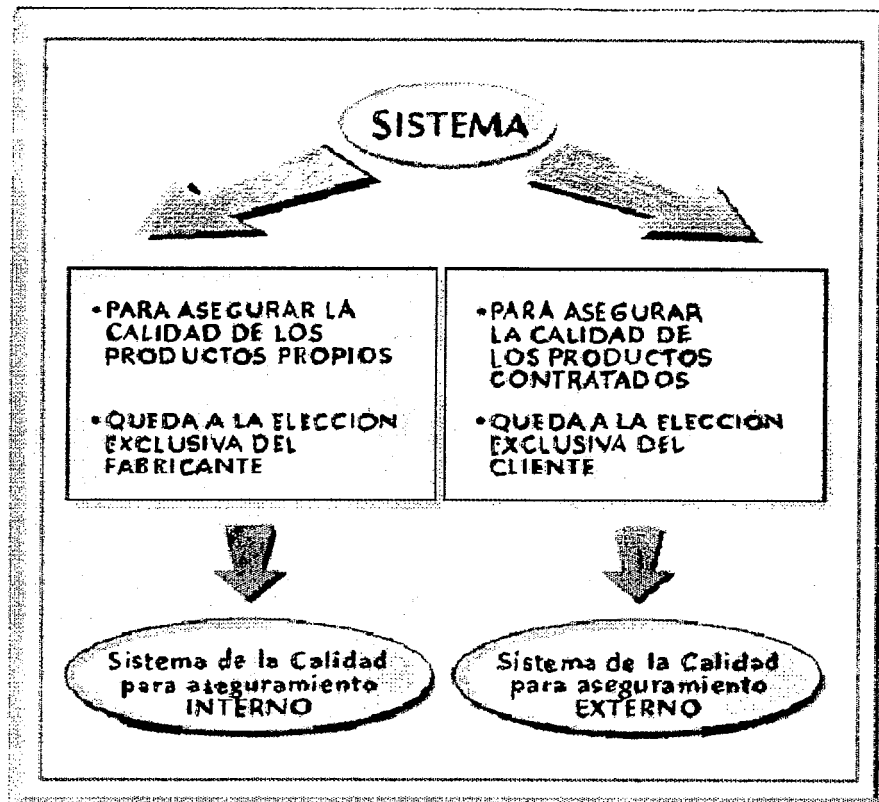 SISTEMA
•PARA ASEGURAR LA
CALIDAD DE LOS
PRODUCTOS PROPIOS
•QUEDA A LA ELECCIÓN
EXCLUSIVA DEL
FABRICANTE
•PARA ASEGURAR
LA CALIDAD DE
LOS PRODUCTOS
CONTRATADOS
•QUEDA A LA ELECCIÓN
EXCLUSIVA DEL
CLIENTE
Sistema de la Calidad
para aseguramiento
INTERNO
Sistema de la Calidad
para aseguramiento
EXTERNO